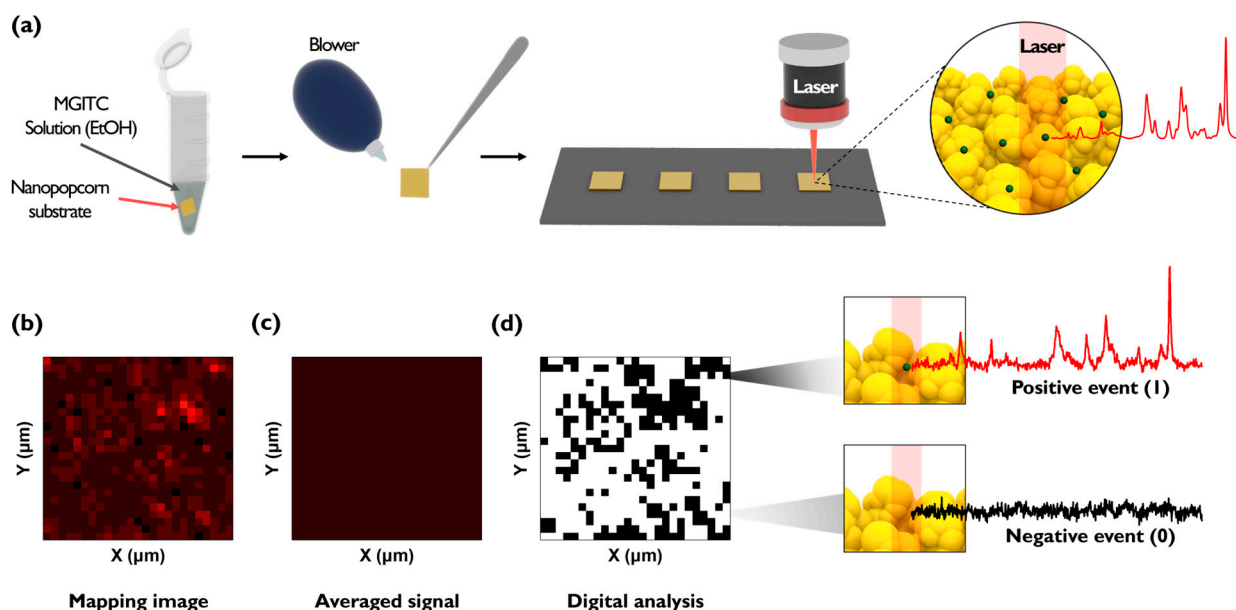 (a)
MGITC
Solution (EtOH)
Nanopopcorn
substrate
Blower
Laser
Laser
(b)
Y (μm)
X (μm)
Mapping image
(c)
Y (μm)
X (μm)
Averaged signal
(d)
Y (μm)
X (μm)
Digital analysis
Positive event (1)
Negative event (0)